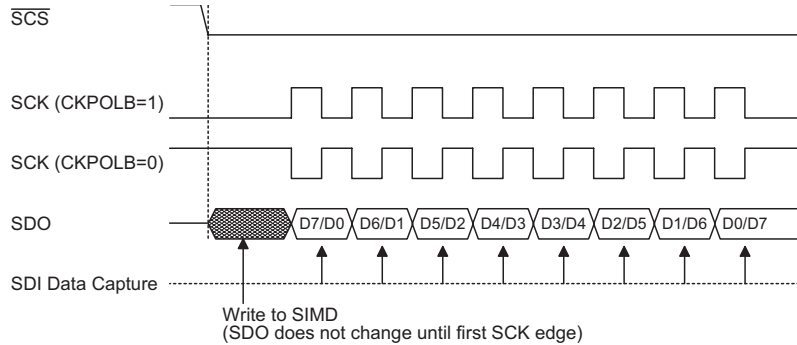 SCS
SCK (CKPOLB=1)
SCK (CKPOLB=0)
SDO
D7/D0 D6/D1 D5/D2 D4/D3 D3/D4 D2/D5 D1/D6 D0/D7
SDI Data Capture
Write to SIMD
(SDO does not change until first SCK edge)